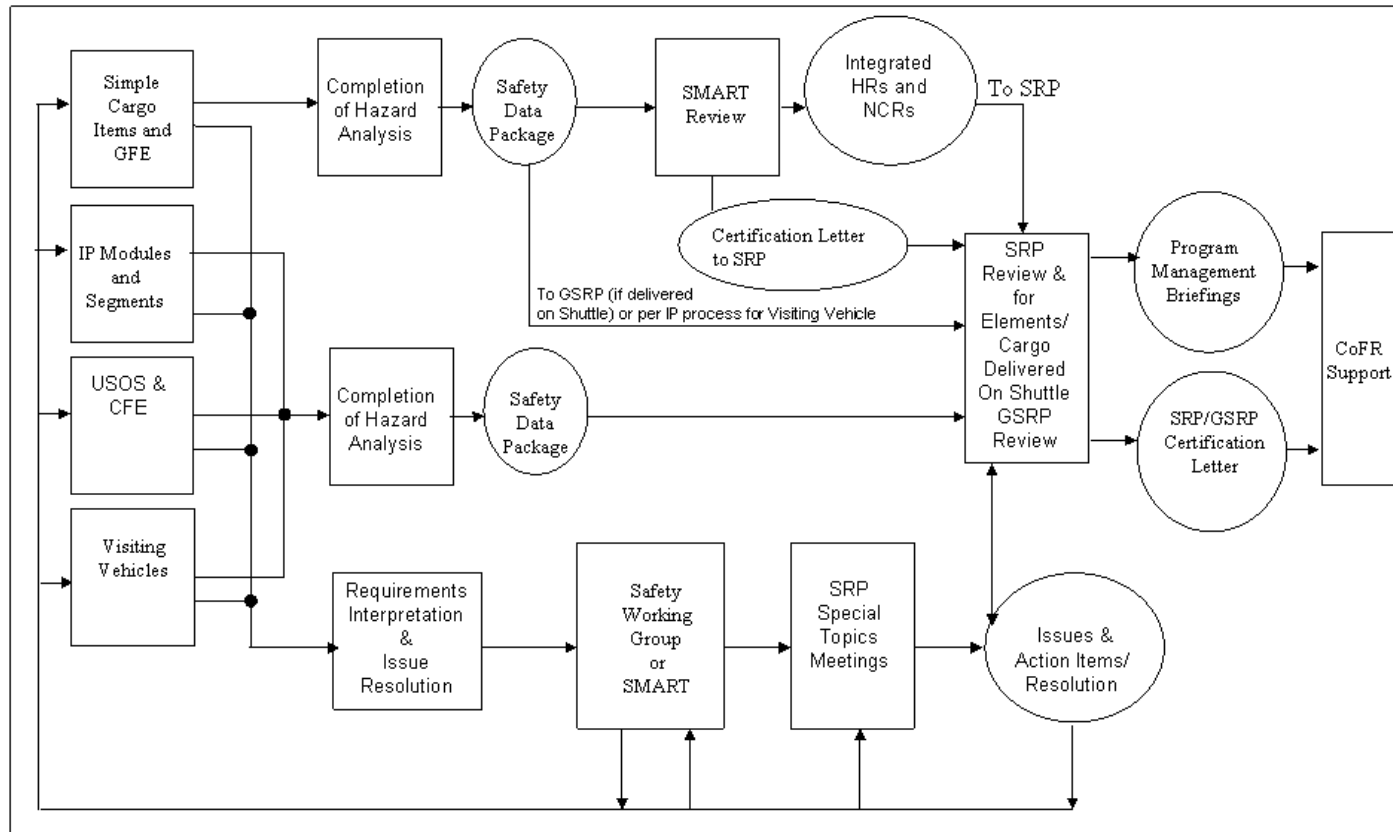 Simple
Cargo
Items and
GFE
Completion
of Hazard
Analysis
Safety
Data
Package
SMART
Review
Integrated
HRs and
NCRs
To SRP
IP Modules
and
Segments
Certification Letter
to SRP
To GSRP (if delivered
on Shuttle) or per IP process for Visiting Vehicle
SRP
Review &
for
Elements/
Cargo
Delivered
On Shuttle
GSRP
Review
Program
Management
Briefings
CoFR
Support
USOS &
CFE
Completion
of Hazard
Analysis
Safety
Data
Package
SRP/GSRP
Certification
Letter
Visiting
Vehicles
Requirements
Interpretation
&
Issue
Resolution
Safety
Working
Group
or
SMART
SRP
Special
Topics
Meetings
Issues &
Action Items/
Resolution